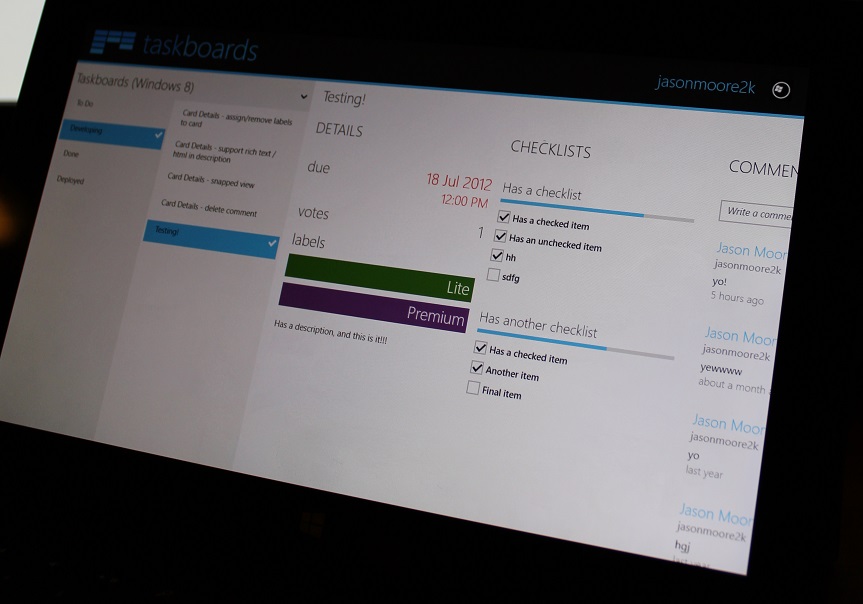 taskboards
jasonmoore2k
Taskboards (Windows 8)
To Do
Developing
Done
Deployed
Card Details - assign/remove labels
to card
Card Details - support rich text /
html in description
Card Details - snapped view
Card Details - delete comment
Testing!
Testing!
DETAILS
due
18 Jul 2012
12:00 PM
votes
1
labels
Lite
Premium
Has a description, and this is it!!!
CHECKLISTS
Has a checklist
Has a checked item
Has an unchecked item
hh
sdfg
Has another checklist
Has a checked item
Another item
Final item
COMMEN
Write a comme
Jason Moor
jasonmoore2k
yo!
5 hours ago
Jason Moor
jasonmoore2k
yewwww
about a month
Jason Moor
jasonmoore2k
yo
last year
Jason Moo
jasonmoore2k
hgj